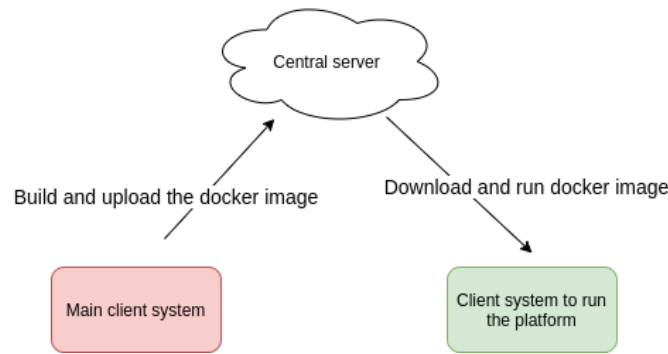 Central server
Build and upload the docker image
Download and run docker image
Main client system
Client system to run
the platform